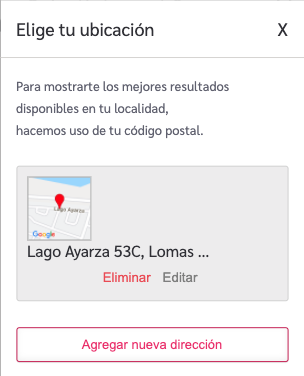 Elige tu ubicación
X
Para mostrarte los mejores resultados
disponibles en tu localidad,
hacemos uso de tu código postal.
Lago Ayarza
Google
Lago Ayarza 53C, Lomas ...
Eliminar Editar
Agregar nueva dirección